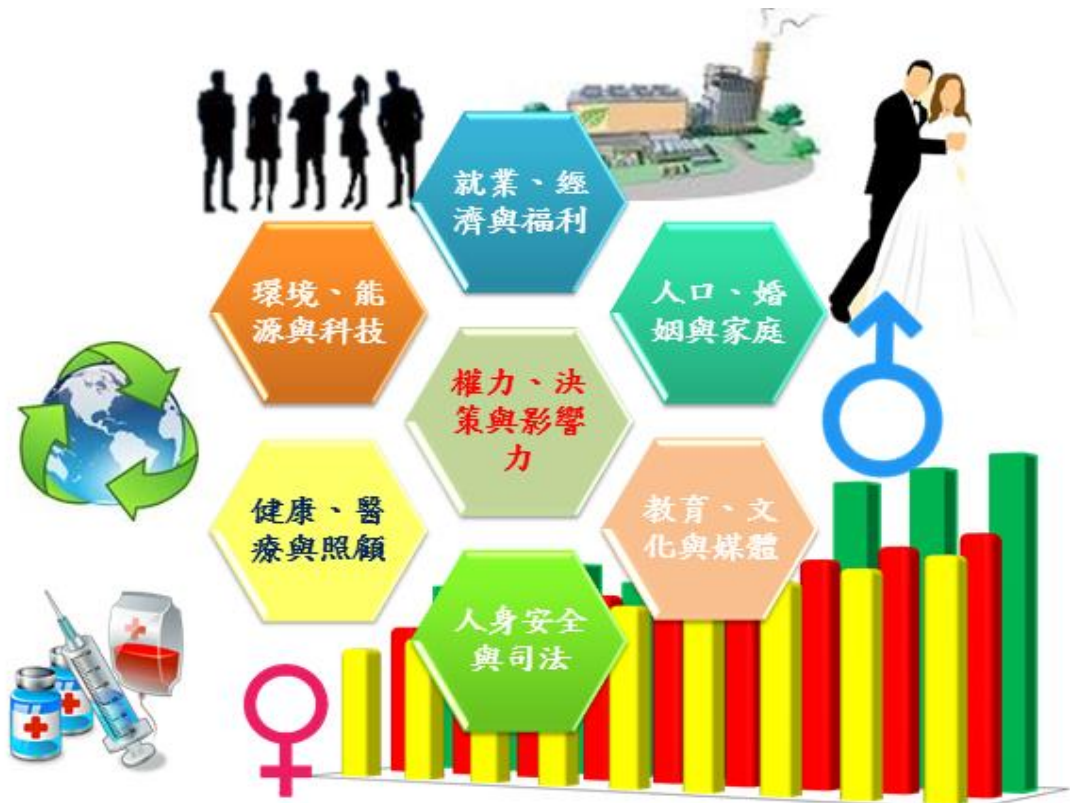 就業、經
濟與福利
環境、能
源與科技
人口、婚
姻與家庭
權力、決
策與影響
力
健康、醫
療與照顧
教育、文
化與媒體
人身安全
與司法